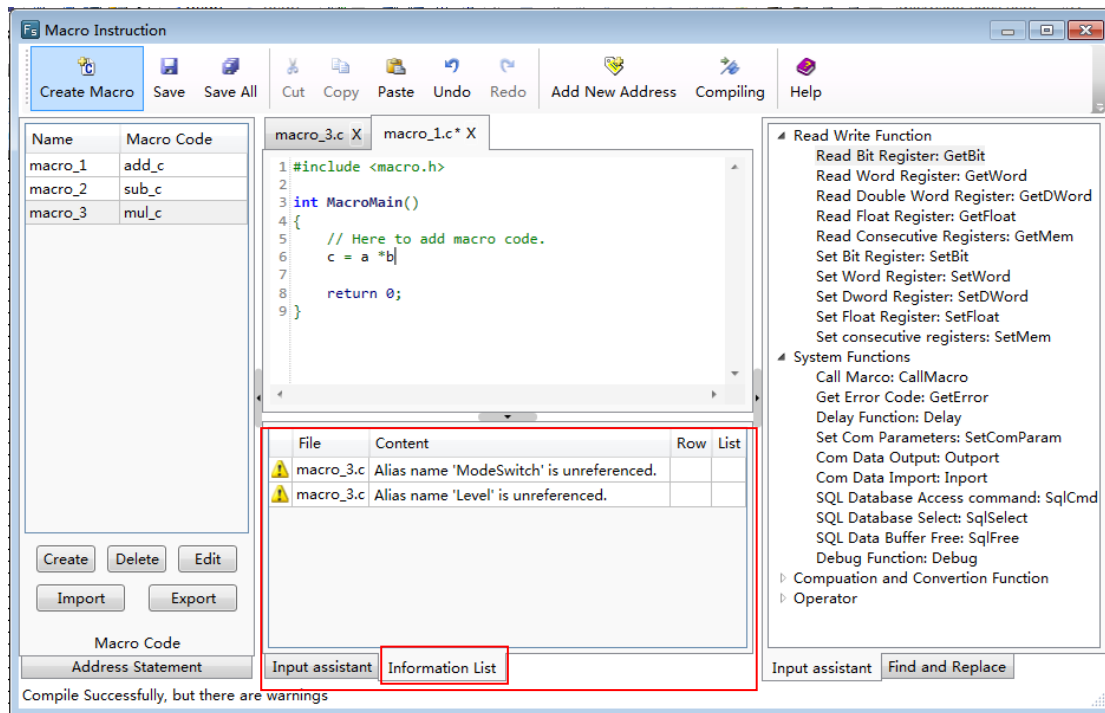 Macro Instruction
Create Macro Save Save All Cut Copy Paste Undo Redo Add New Address Compiling Help
Name Macro Code
macro_1 add_c
macro_2 sub_c
macro_3 mul_c
Create Delete Edit
Import Export
Macro Code
Address Statement
macro_3.c X macro_1.c* X
1 #include <macro.h>
2
3 int MacroMain()
4 {
5 // Here to add macro code.
6 c = a *b
7
8 return 0;
9 }
File Content Row List
macro_3.c Alias name 'ModeSwitch' is unreferenced.
macro_3.c Alias name 'Level' is unreferenced.
Input assistant Information List
Read Write Function
Read Bit Register: GetBit
Read Word Register: GetWord
Read Double Word Register: GetDWord
Read Float Register: GetFloat
Read Consecutive Registers: GetMem
Set Bit Register: SetBit
Set Word Register: SetWord
Set Dword Register: SetDWord
Set Float Register: SetFloat
Set consecutive registers: SetMem
System Functions
Call Marco: CallMacro
Get Error Code: GetError
Delay Function: Delay
Set Com Parameters: SetComParam
Com Data Output: Outport
Com Data Import: Inport
SQL Database Access command: SqlCmd
SQL Database Select: SqlSelect
SQL Data Buffer Free: SqlFree
Debug Function: Debug
Compuation and Convertion Function
Operator
Input assistant Find and Replace
Compile Successfully, but there are warnings